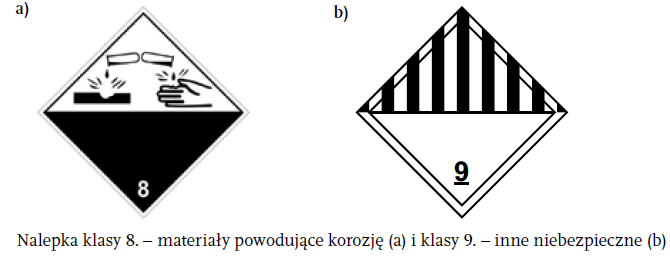 a)
b)
8
9
Nalepka klasy 8. – materiały powodujące korozję (a) i klasy 9. – inne niebezpieczne (b)